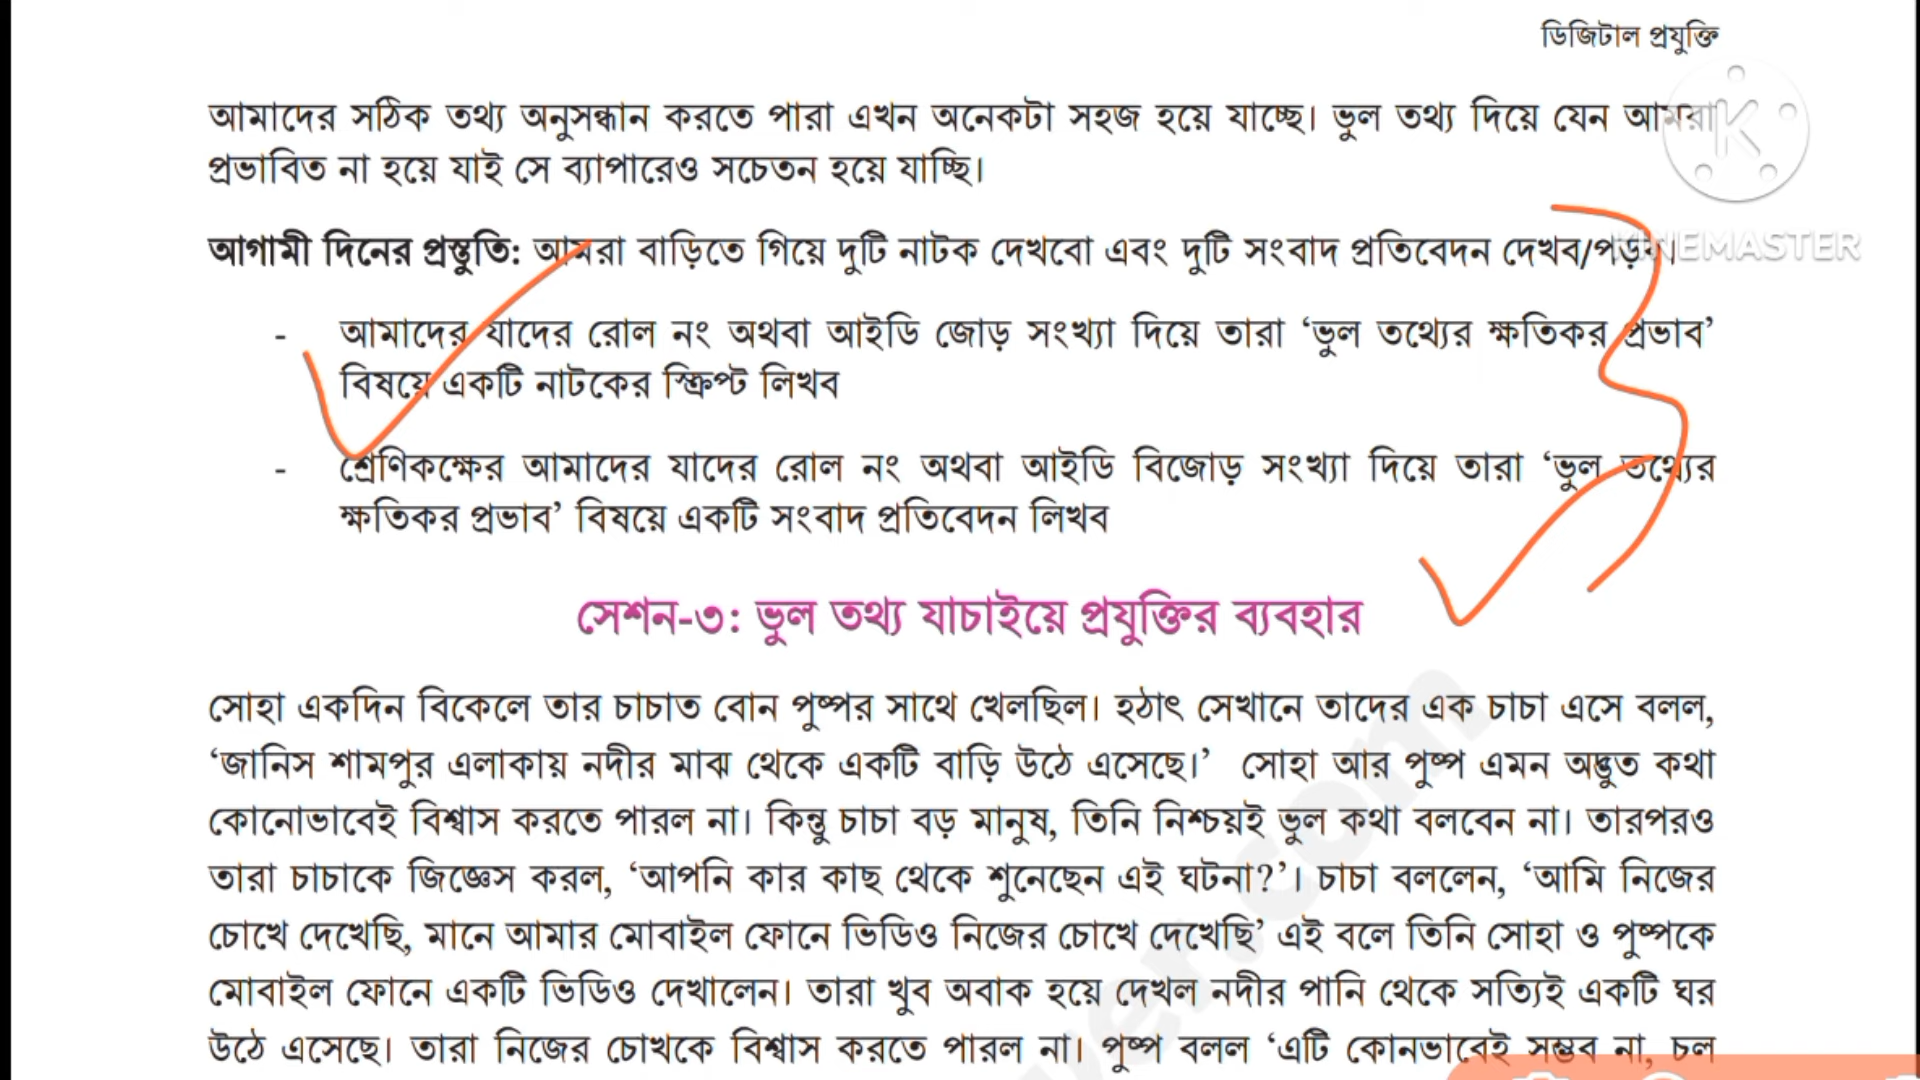 ডিজিটাল প্রযুক্তি
আমাদের সঠিক তথ্য অনুসন্ধান করতে পারা এখন অনেকটা সহজ হয়ে যাচ্ছে। ভুল তথ্য দিয়ে যেন আমরা
প্রভাবিত না হয়ে যাই সে ব্যাপারেও সচেতন হয়ে যাচ্ছি।
আগামী দিনের প্রস্তুতি: আমরা বাড়িতে গিয়ে দুটি নাটক দেখবো এবং দুটি সংবাদ প্রতিবেদন দেখব/পড়ব।
KINEMASTER
- আমাদের যাদের রোল নং অথবা আইডি জোড় সংখ্যা দিয়ে তারা ‘ভুল তথ্যের ক্ষতিকর প্রভাব’
বিষয়ে একটি নাটকের স্ক্রিপ্ট লিখব
- শ্রেণিকক্ষের আমাদের যাদের রোল নং অথবা আইডি বিজোড় সংখ্যা দিয়ে তারা ‘ভুল তথ্যের
ক্ষতিকর প্রভাব’ বিষয়ে একটি সংবাদ প্রতিবেদন লিখব
সেশন-৩: ভুল তথ্য যাচাইয়ে প্রযুক্তির ব্যবহার
সোহা একদিন বিকেলে তার চাচাত বোন পুষ্পর সাথে খেলছিল। হঠাৎ সেখানে তাদের এক চাচা এসে বলল,
‘জানিস শামপুর এলাকায় নদীর মাঝ থেকে একটি বাড়ি উঠে এসেছে।’ সোহা আর পুষ্প এমন অদ্ভুত কথা
কোনোভাবেই বিশ্বাস করতে পারল না। কিন্তু চাচা বড় মানুষ, তিনি নিশ্চয়ই ভুল কথা বলবেন না। তারপরও
তারা চাচাকে জিজ্ঞেস করল, ‘আপনি কার কাছ থেকে শুনেছেন এই ঘটনা?’। চাচা বললেন, ‘আমি নিজের
চোখে দেখেছি, মানে আমার মোবাইল ফোনে ভিডিও নিজের চোখে দেখেছি’ এই বলে তিনি সোহা ও পুষ্পকে
মোবাইল ফোনে একটি ভিডিও দেখালেন। তারা খুব অবাক হয়ে দেখল নদীর পানি থেকে সত্যিই একটি ঘর
উঠে এসেছে। তারা নিজের চোখকে বিশ্বাস করতে পারল না। পুষ্প বলল ‘এটি কোনভাবেই সম্ভব না, চল